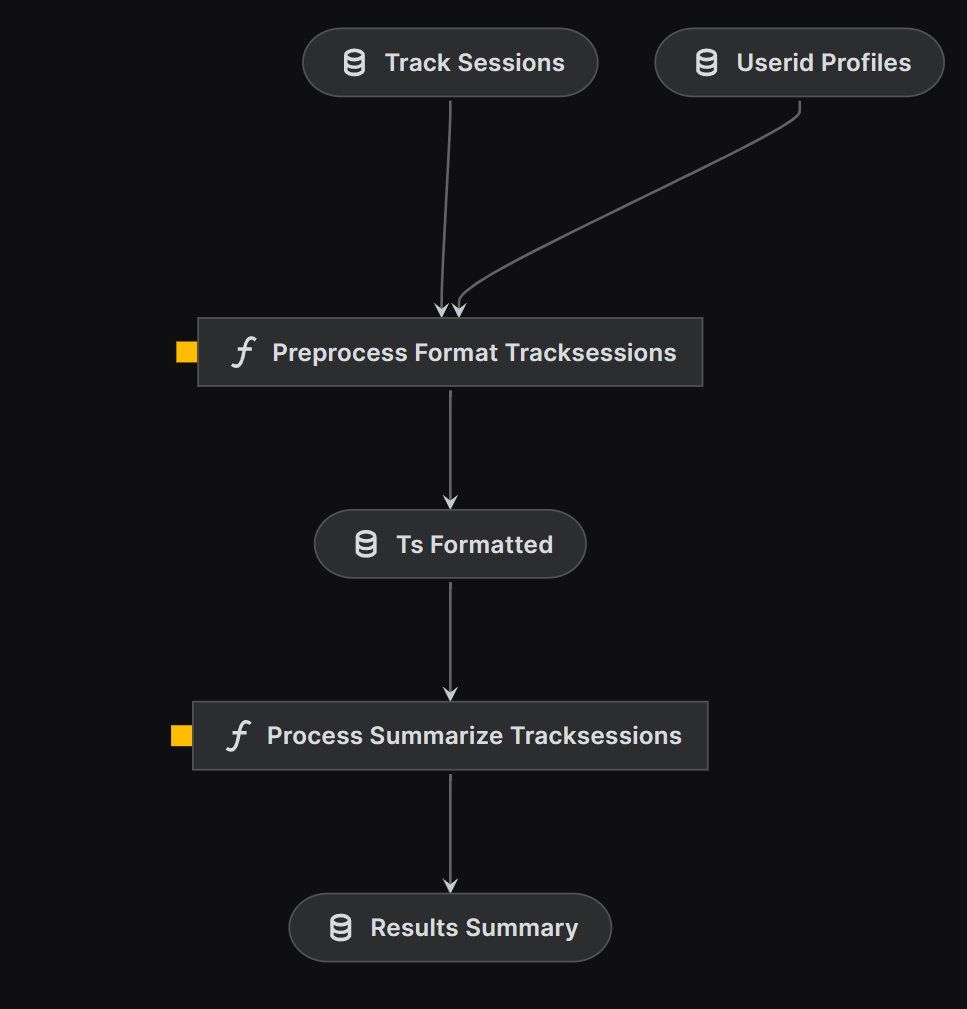 Track Sessions
Userid Profiles
Preprocess Format Tracksessions
Ts Formatted
Process Summarize Tracksessions
Results Summary